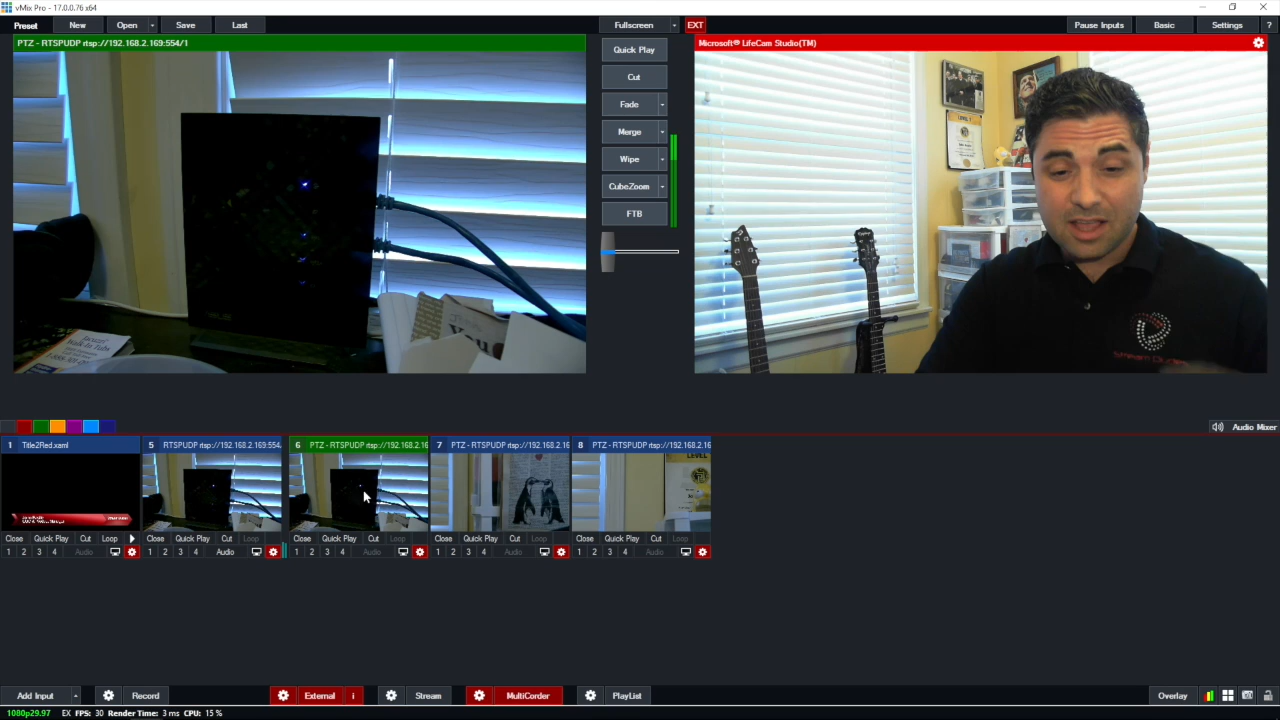 vMix Pro - 17.0.0.76 x64
Preset New Open Save Last Fullscreen EXT Pause Inputs Basic Settings ?
PTZ - RTSPUDP rtsp://192.168.2.169:554/1
Microsoft® LifeCam Studio(TM)
Quick Play
Cut
Fade
Merge
Wipe
CubeZoom
FTB
You
LEVEL
Audio Mixer
1 Title2Red.xaml
5 RTSPUDP rtsp://192.168.2.169:554
6 PTZ - RTSPUDP rtsp://192.168.2.16
7 PTZ - RTSPUDP rtsp://192.168.2.16
8 PTZ - RTSPUDP rtsp://192.168.2.16
Close Quick Play Cut Loop
Close Quick Play Cut Loop
Close Quick Play Cut Loop
Close Quick Play Cut Loop
Close Quick Play Cut Loop
1 2 3 4 Audio
1 2 3 4 Audio
1 2 3 4 Audio
1 2 3 4 Audio
1 2 3 4 Audio
Add Input Record External i Stream MultiCorder PlayList Overlay
1080p29.97 EX FPS: 30 Render Time: 3 ms CPU: 15 %